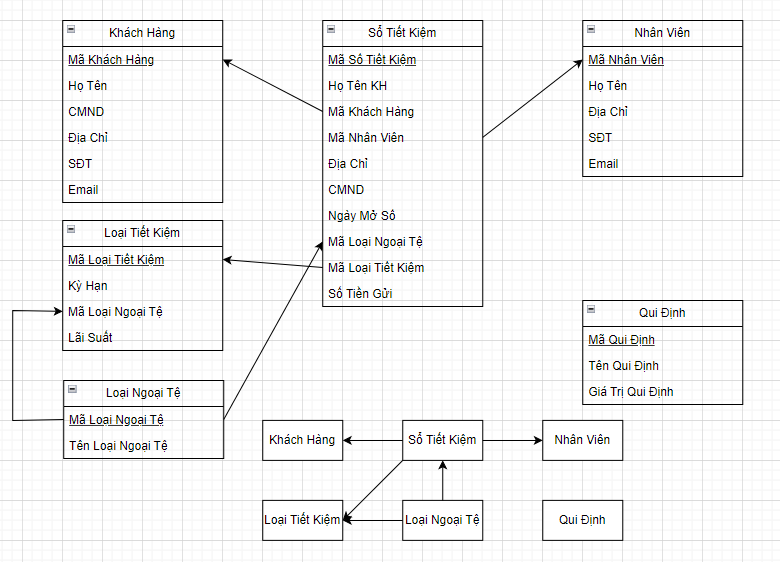 Khách Hàng
Mã Khách Hàng
Họ Tên
CMND
Địa Chỉ
SĐT
Email
Sổ Tiết Kiệm
Mã Số Tiết Kiệm
Họ Tên KH
Mã Khách Hàng
Mã Nhân Viên
Địa Chỉ
CMND
Ngày Mở Sổ
Mã Loại Ngoại Tệ
Mã Loại Tiết Kiệm
Số Tiền Gửi
Nhân Viên
Mã Nhân Viên
Họ Tên
Địa Chỉ
SĐT
Email
Loại Tiết Kiệm
Mã Loại Tiết Kiệm
Kỳ Hạn
Mã Loại Ngoại Tệ
Lãi Suất
Qui Định
Mã Qui Định
Tên Qui Định
Giá Trị Qui Định
Loại Ngoại Tệ
Mã Loại Ngoại Tệ
Tên Loại Ngoại Tệ
Khách Hàng
Sổ Tiết Kiệm
Nhân Viên
Loại Tiết Kiệm
Loại Ngoại Tệ
Qui Định